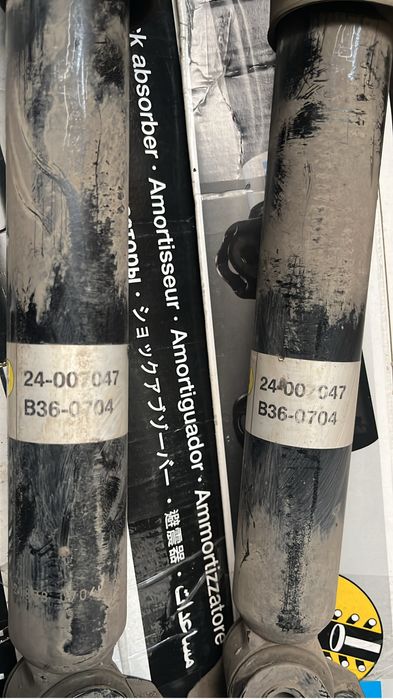 24-007047
B36-0704
24-007047
B36-0704
k absorber · Amortisseur · Amortiguador · Ammortizzatore
ショックアブソーバー · 避震器 · مساعدات